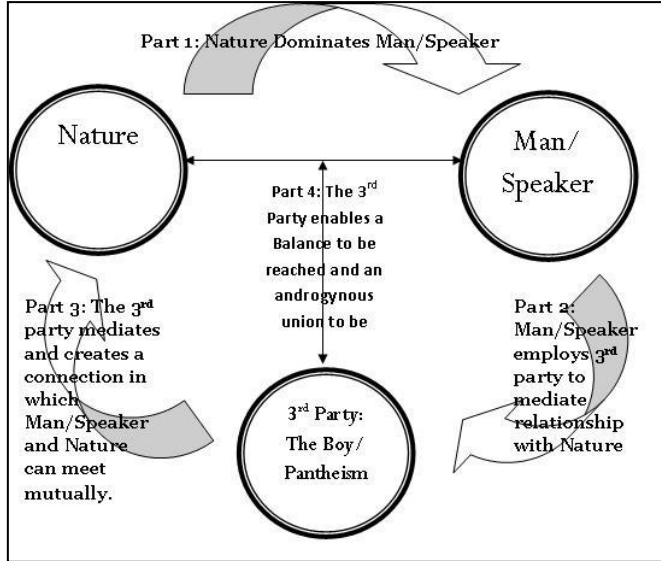 Part 1: Nature Dominates Man/Speaker
Nature
Man/
Speaker
Part 4: The 3rd
Party enables a
Balance to be
reached and an
androgynous
union to be
Part 3: The 3rd
party mediates
and creates a
connection in
which
Man/Speaker
and Nature
can meet
mutually.
Part 2:
Man/Speaker
employs 3rd
party to
mediate
relationship
with Nature
3rd Party:
The Boy/
Pantheism